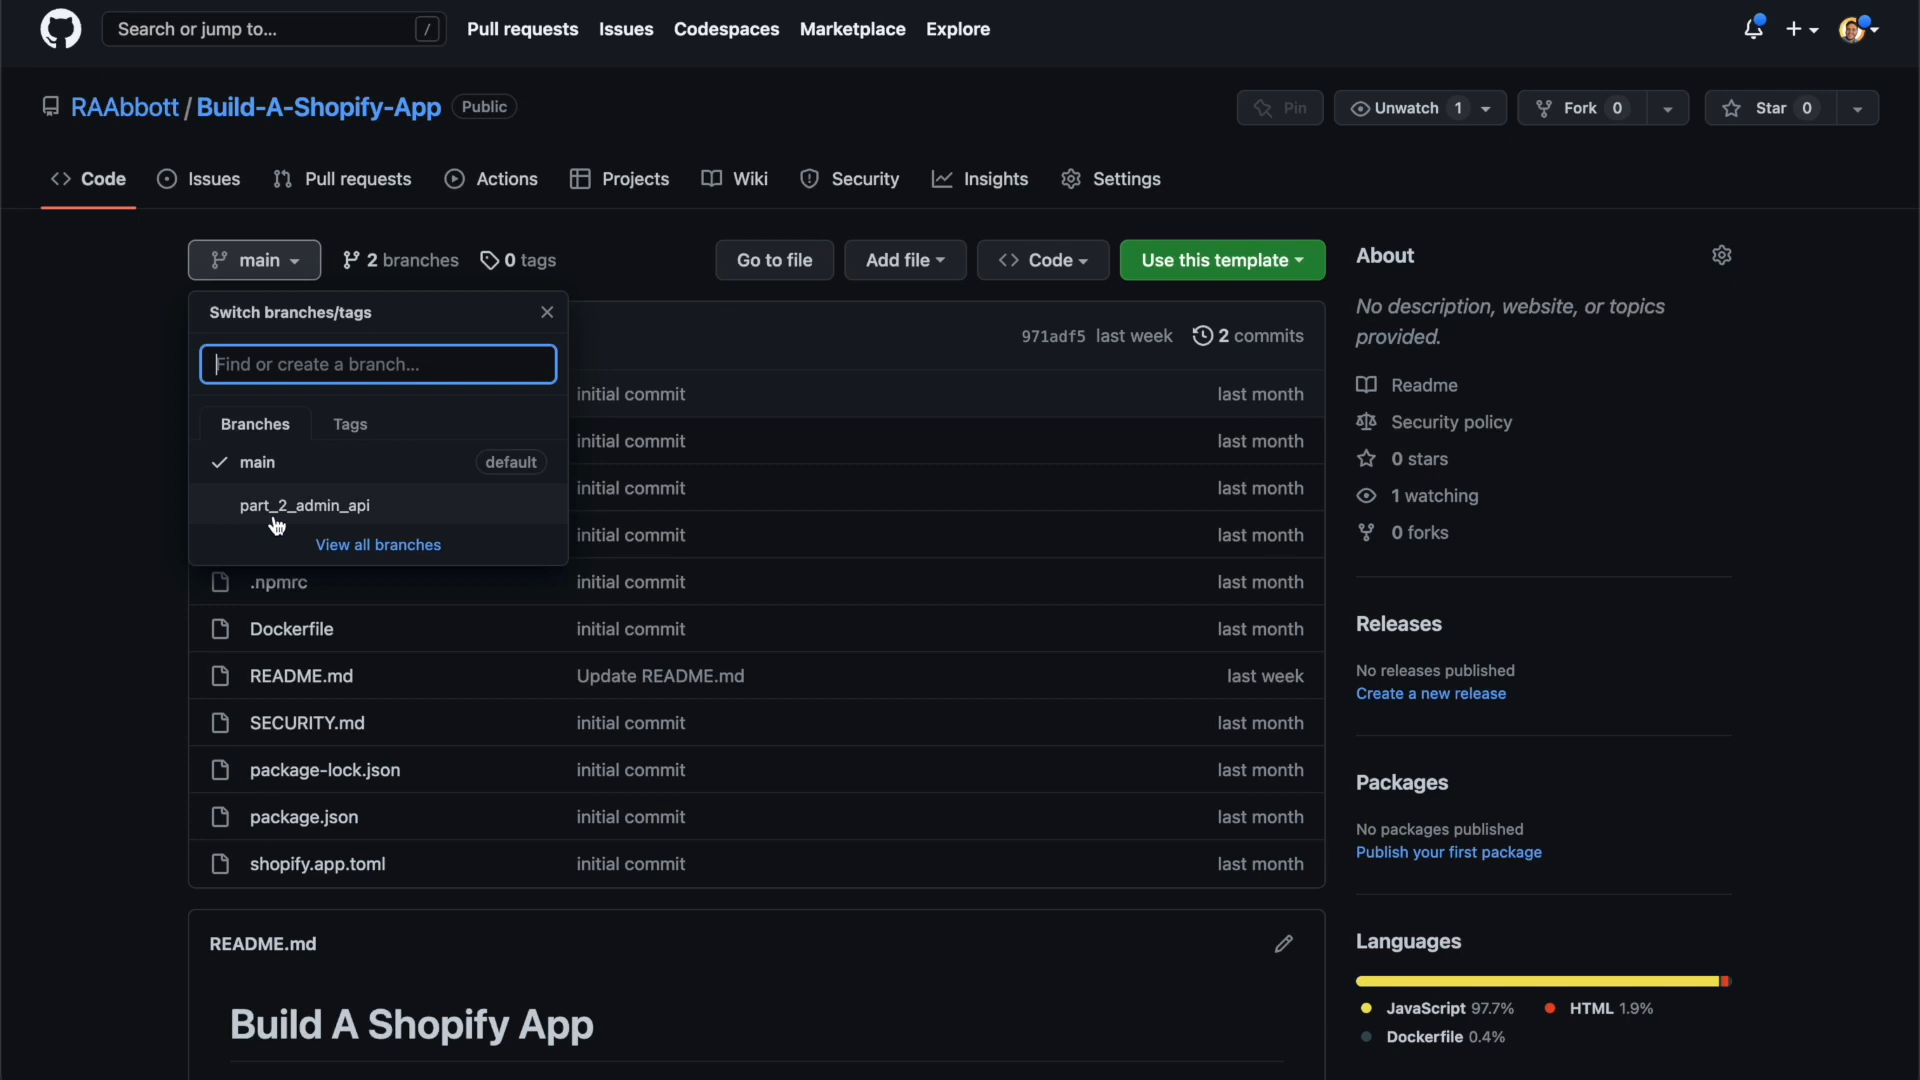 Search or jump to... /
Pull requests Issues Codespaces Marketplace Explore
RAAbbott / Build-A-Shopify-App Public
Pin Unwatch 1 Fork 0 Star 0
Code Issues Pull requests Actions Projects Wiki Security Insights Settings
main 2 branches 0 tags Go to file Add file Code Use this template
Switch branches/tags
Find or create a branch...
Branches Tags
main default
part_2_admin_api
View all branches
971adf5 last week 2 commits
initial commit last month
initial commit last month
initial commit last month
initial commit last month
.npmrc initial commit last month
Dockerfile initial commit last month
README.md Update README.md last week
SECURITY.md initial commit last month
package-lock.json initial commit last month
package.json initial commit last month
shopify.app.toml initial commit last month
README.md
Build A Shopify App
About
No description, website, or topics
provided.
Readme
Security policy
0 stars
1 watching
0 forks
Releases
No releases published
Create a new release
Packages
No packages published
Publish your first package
Languages
JavaScript 97.7% HTML 1.9%
Dockerfile 0.4%